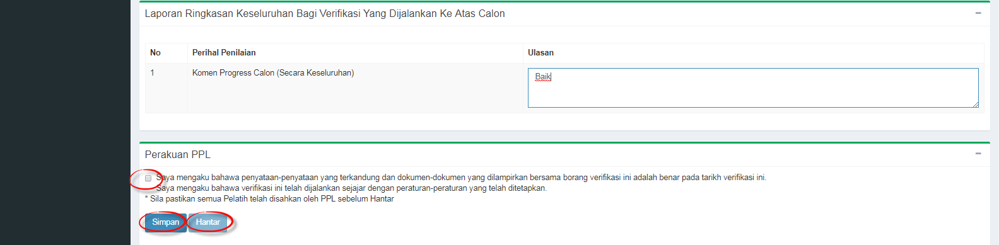 Laporan Ringkasan Keseluruhan Bagi Verifikasi Yang Dijalankan Ke Atas Calon
No Perihal Penilaian Ulasan
1 Komen Progress Calon (Secara Keseluruhan) Baik
Perakuan PPL
Saya mengaku bahawa penyataan-penyataan yang terkandung dan dokumen-dokumen yang dilampirkan bersama borang verifikasi ini adalah benar pada tarikh verifikasi ini.
Saya mengaku bahawa verifikasi ini telah dijalankan sejajar dengan peraturan-peraturan yang telah ditetapkan.
* Sila pastikan semua Pelatih telah disahkan oleh PPL sebelum Hantar
Simpan Hantar